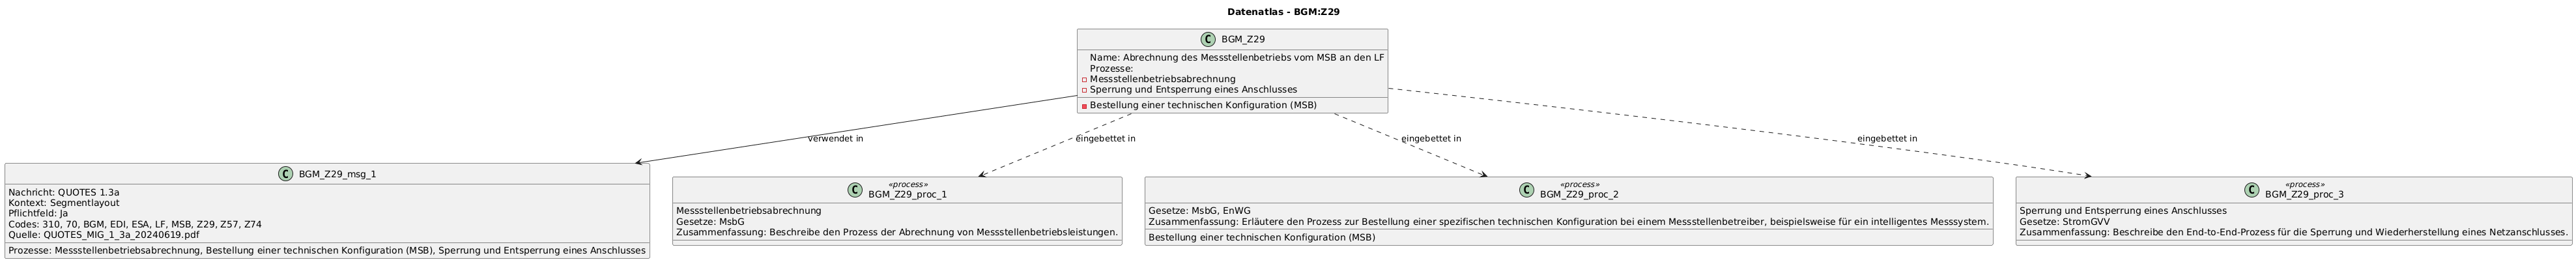 Datenatlas - BGM:Z29
C BGM_Z29
Name: Abrechnung des Messstellenbetriebs vom MSB an den LF
Prozesse:
Messstellenbetriebsabrechnung
Sperrung und Entsperrung eines Anschlusses
Bestellung einer technischen Konfiguration (MSB)
verwendet in
eingebettet in
eingebettet in
eingebettet in
C BGM_Z29_msg_1
Nachricht: QUOTES 1.3a
Kontext: Segmentlayout
Pflichtfeld: Ja
Codes: 310, 70, BGM, EDI, ESA, LF, MSB, Z29, Z57, Z74
Quelle: QUOTES_MIG_1_3a_20240619.pdf
Prozesse: Messstellenbetriebsabrechnung, Bestellung einer technischen Konfiguration (MSB), Sperrung und Entsperrung eines Anschlusses
«process»
C BGM_Z29_proc_1
Messstellenbetriebsabrechnung
Gesetze: MsbG
Zusammenfassung: Beschreibe den Prozess der Abrechnung von Messstellenbetriebsleistungen.
«process»
C BGM_Z29_proc_2
Gesetze: MsbG, EnWG
Zusammenfassung: Erläutere den Prozess zur Bestellung einer spezifischen technischen Konfiguration bei einem Messstellenbetreiber, beispielsweise für ein intelligentes Messsystem.
Bestellung einer technischen Konfiguration (MSB)
«process»
C BGM_Z29_proc_3
Sperrung und Entsperrung eines Anschlusses
Gesetze: StromGVV
Zusammenfassung: Beschreibe den End-to-End-Prozess für die Sperrung und Wiederherstellung eines Netzanschlusses.